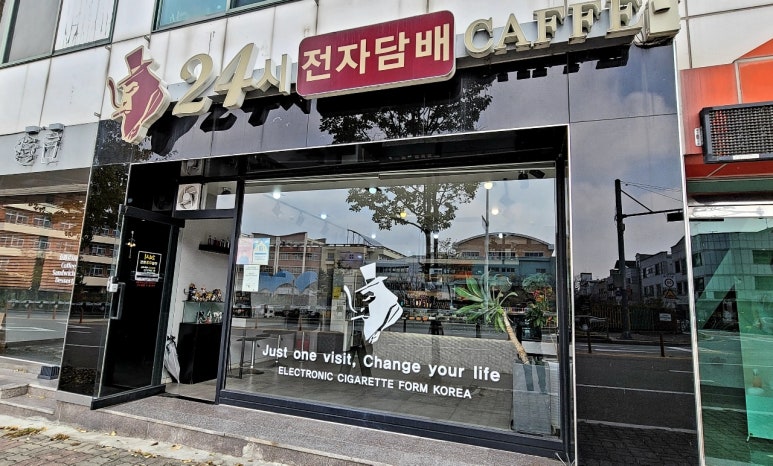 24시 전자담배 CAFFE
Just one visit, Change your life
ELECTRONIC CIGARETTE FORM KOREA